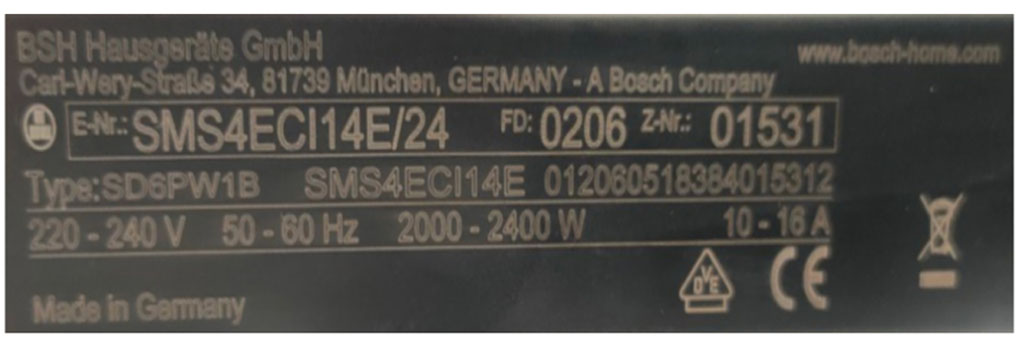 BSH Hausgeräte GmbH www.bosch-home.com
Carl-Wery-Straße 34, 81739 München, GERMANY - A Bosch Company
E-Nr.: SMS4ECI14E/24 FD: 0206 Z-Nr.: 01531
Type:SD6PW1B SMS4ECI14E 012060518384015312
220 - 240 V 50 - 60 Hz 2000 - 2400 W 10 - 16 A
DVE CE
Made in Germany